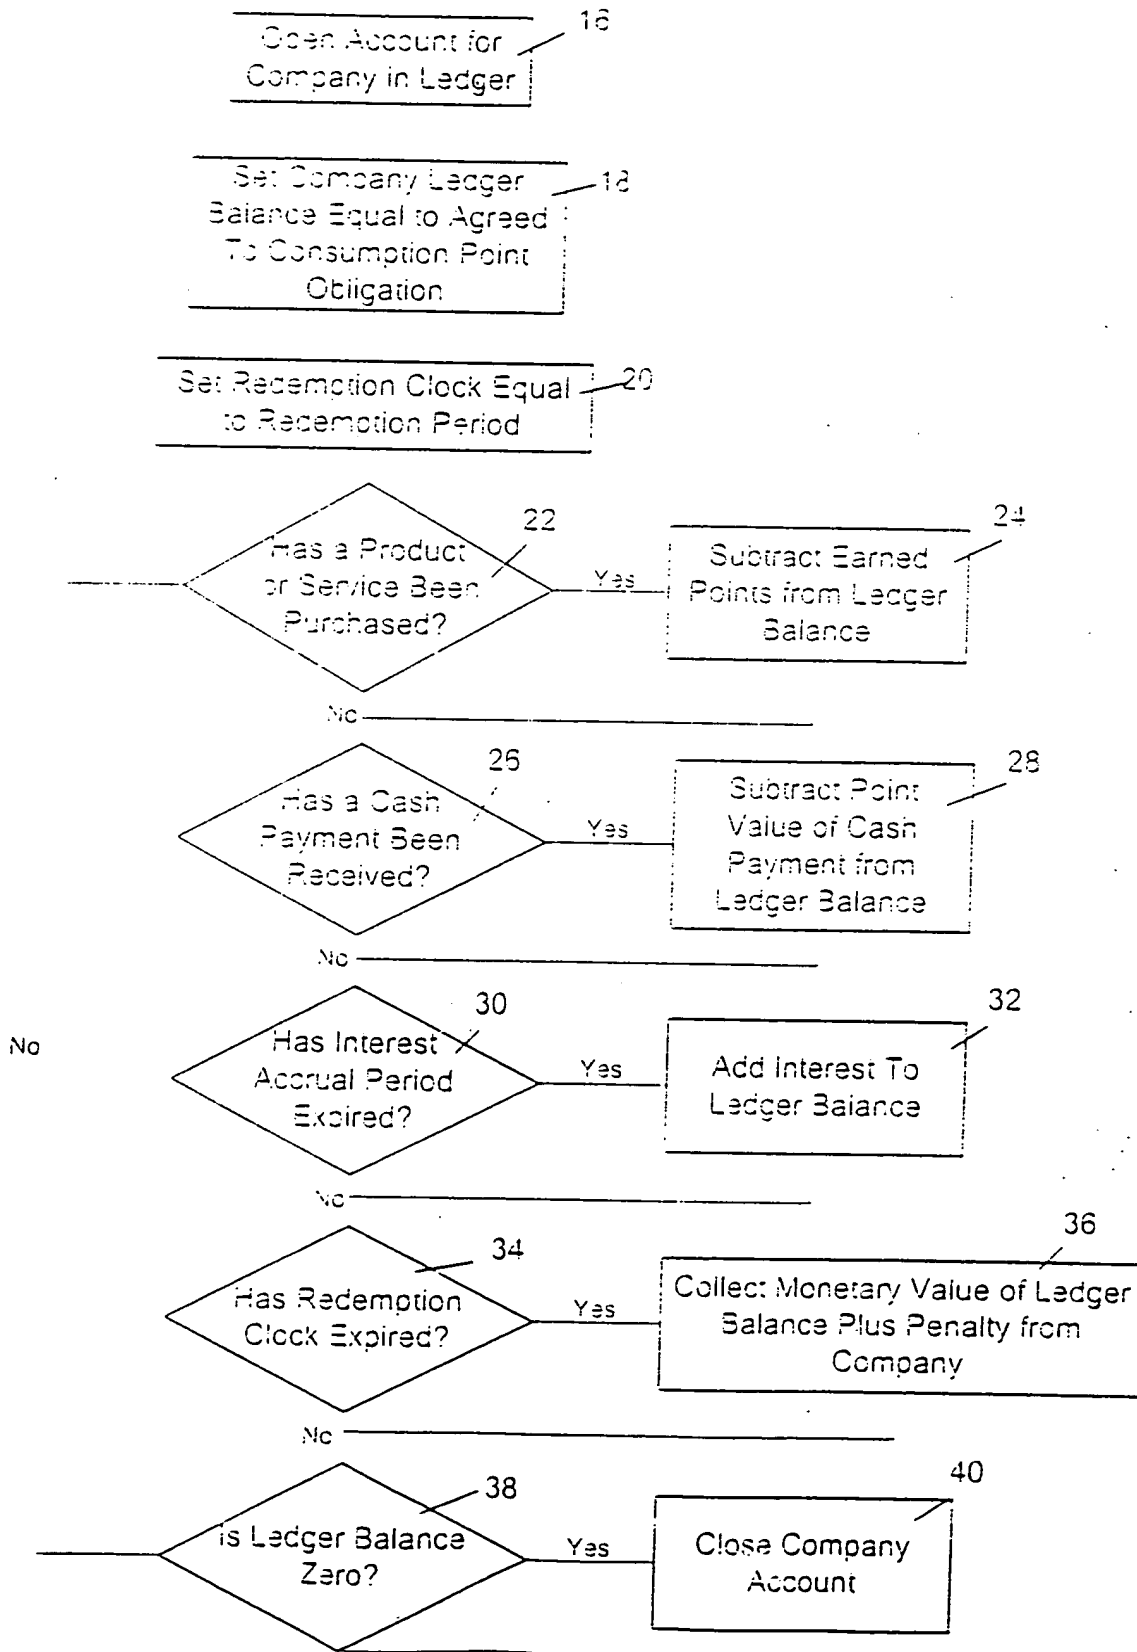 16
Open Account for
Company in Ledger
18
Set Company Ledger
Balance Equal to Agreed
To Consumption Point
Obligation
20
Set Redemption Clock Equal
to Redemption Period
22
Has a Product
or Service Been
Purchased?
Yes
24
Subtract Earned
Points from Ledger
Balance
No
26
Has a Cash
Payment Been
Received?
Yes
28
Subtract Point
Value of Cash
Payment from
Ledger Balance
No
No
30
Has Interest
Accrual Period
Expired?
Yes
32
Add Interest To
Ledger Balance
No
34
Has Redemption
Clock Expired?
Yes
36
Collect Monetary Value of Ledger
Balance Plus Penalty from
Company
No
38
Is Ledger Balance
Zero?
Yes
40
Close Company
Account